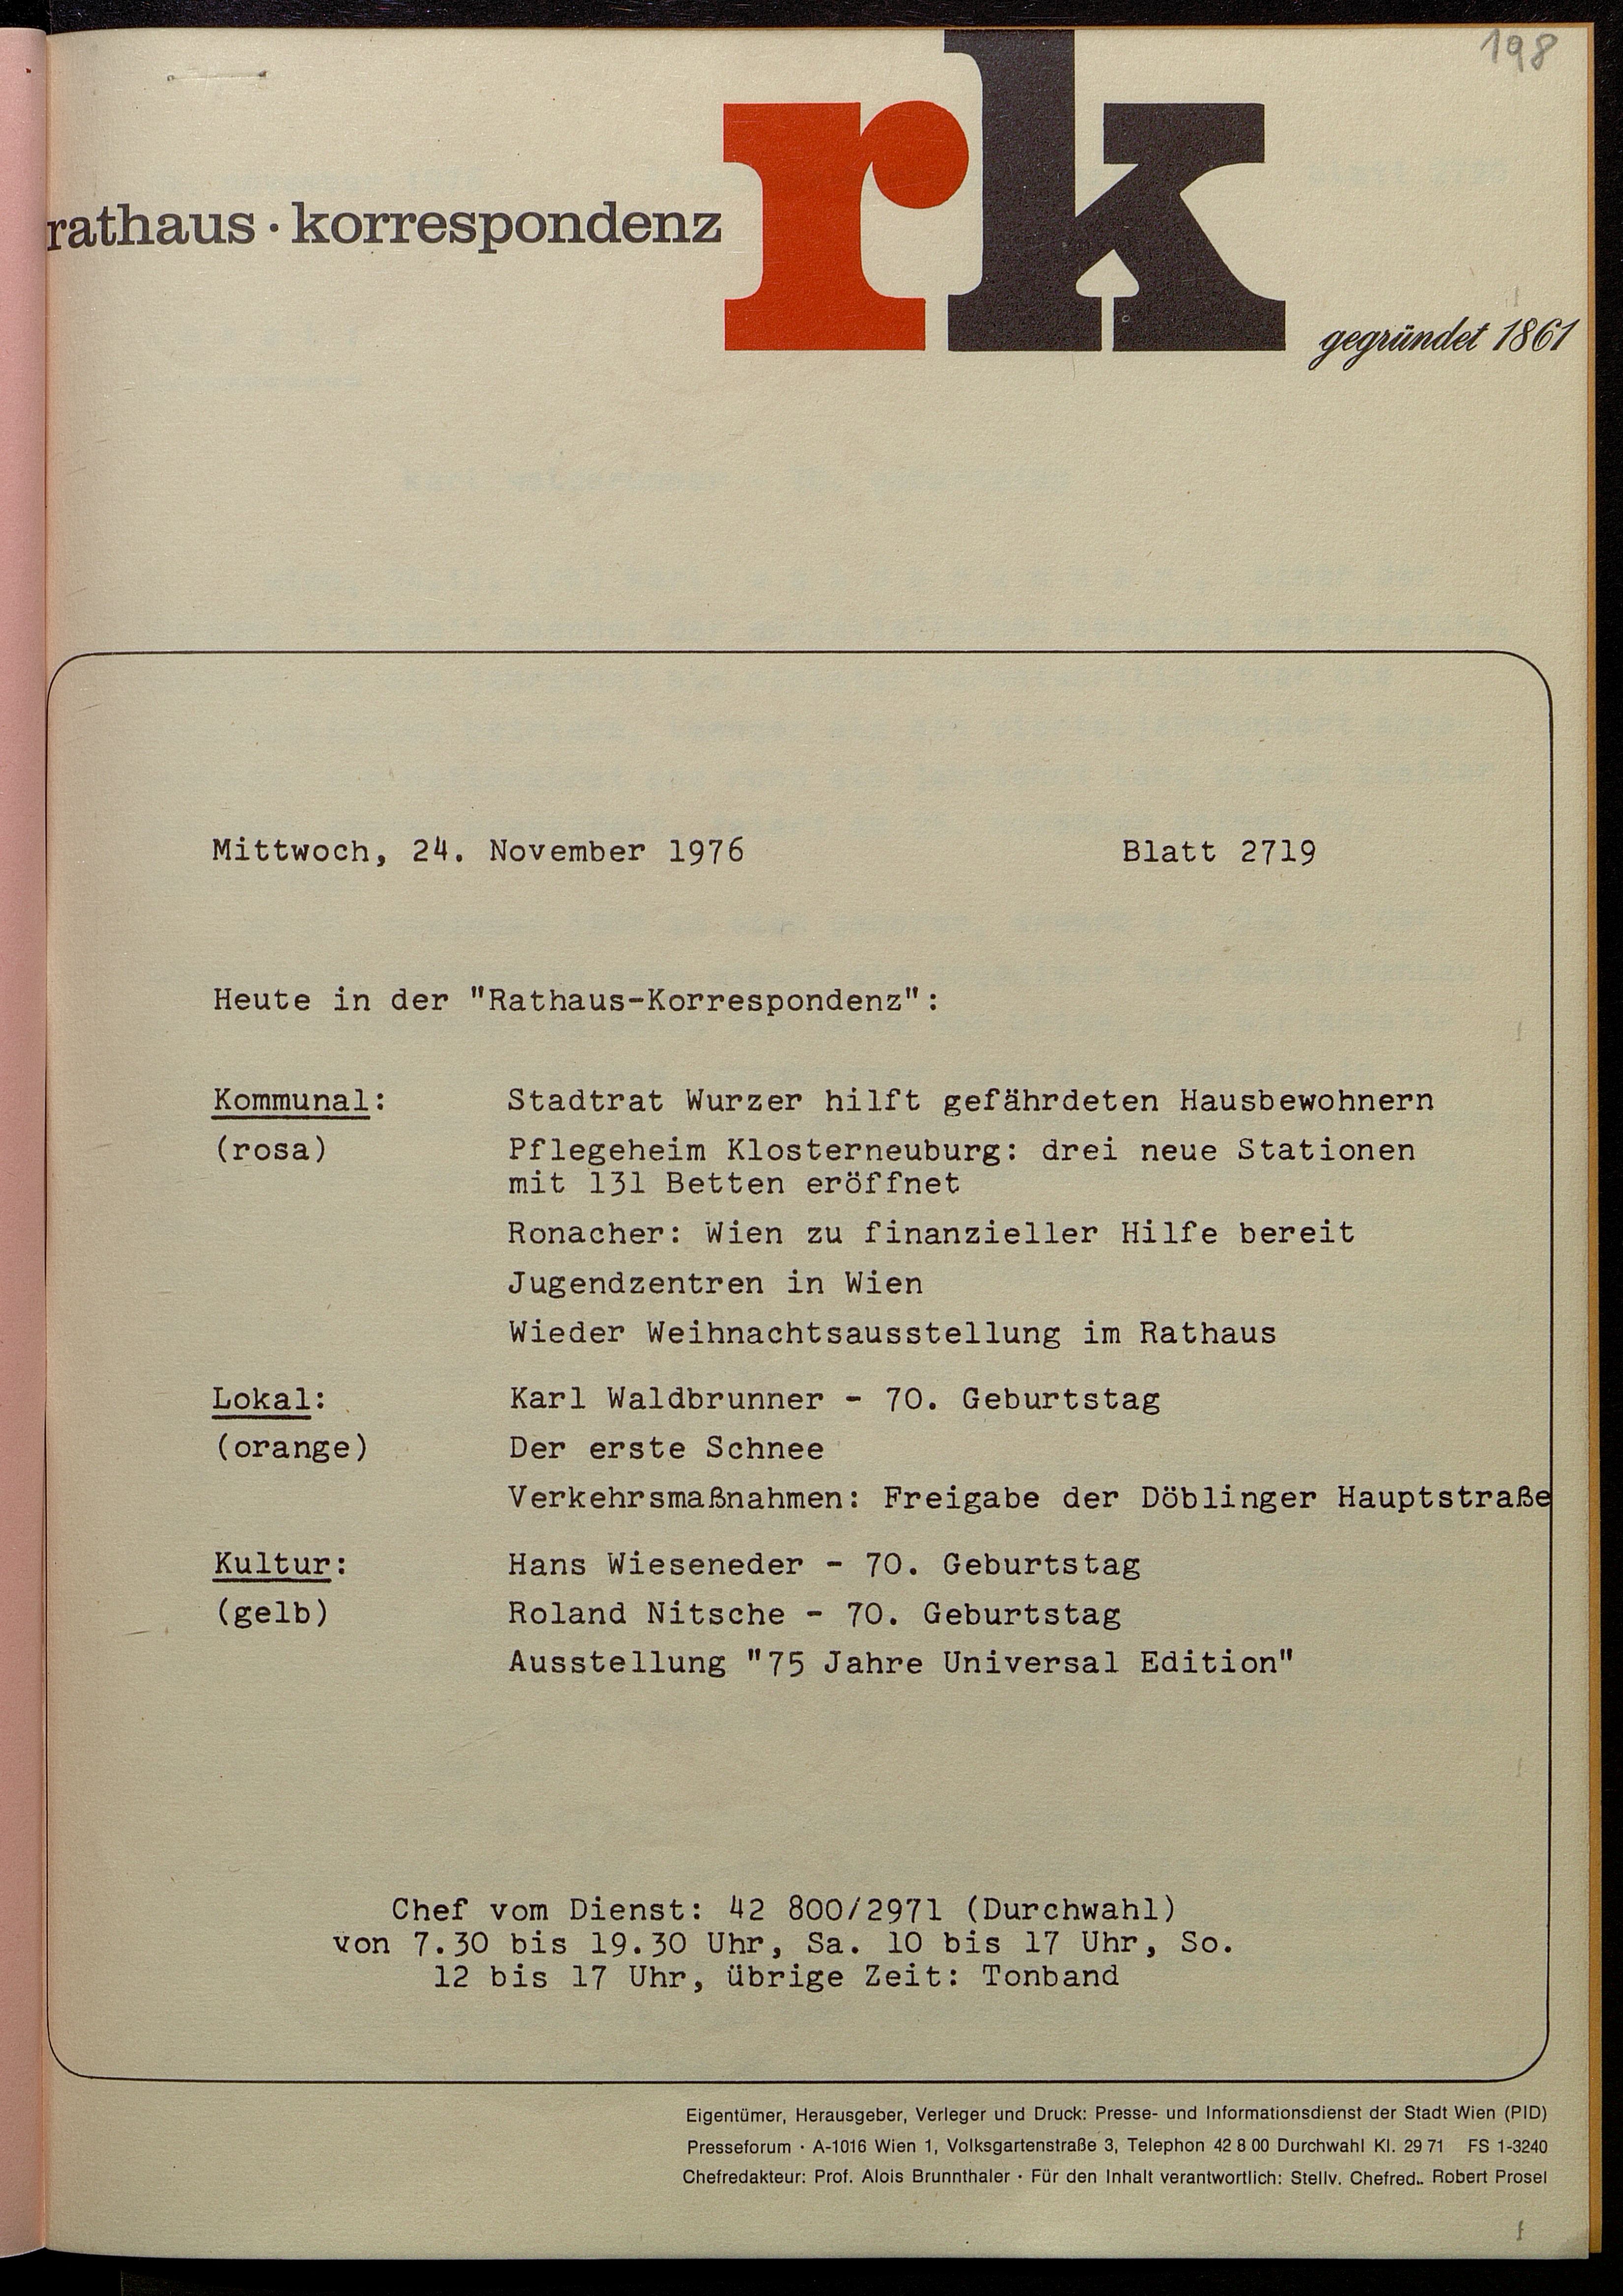 198
rk
rathaus · korrespondenz
gegründet 1861
Mittwoch, 24. November 1976 Blatt 2719
Heute in der "Rathaus-Korrespondenz":
Kommunal: Stadtrat Wurzer hilft gefährdeten Hausbewohnern
(rosa) Pflegeheim Klosterneuburg: drei neue Stationen
mit 131 Betten eröffnet
Ronacher: Wien zu finanzieller Hilfe bereit
Jugendzentren in Wien
Wieder Weihnachtsausstellung im Rathaus
Lokal: Karl Waldbrunner - 70. Geburtstag
(orange) Der erste Schnee
Verkehrsmaßnahmen: Freigabe der Döblinger Hauptstraße
Kultur: Hans Wieseneder - 70. Geburtstag
(gelb) Roland Nitsche - 70. Geburtstag
Ausstellung "75 Jahre Universal Edition"
Chef vom Dienst: 42 800/2971 (Durchwahl)
von 7.30 bis 19.30 Uhr, Sa. 10 bis 17 Uhr, So.
12 bis 17 Uhr, übrige Zeit: Tonband
Eigentümer, Herausgeber, Verleger und Druck: Presse- und Informationsdienst der Stadt Wien (PID)
Presseforum · A-1016 Wien 1, Volksgartenstraße 3, Telephon 42 8 00 Durchwahl Kl. 29 71 FS 1-3240
Chefredakteur: Prof. Alois Brunnthaler · Für den Inhalt verantwortlich: Stellv. Chefred.. Robert Prosel